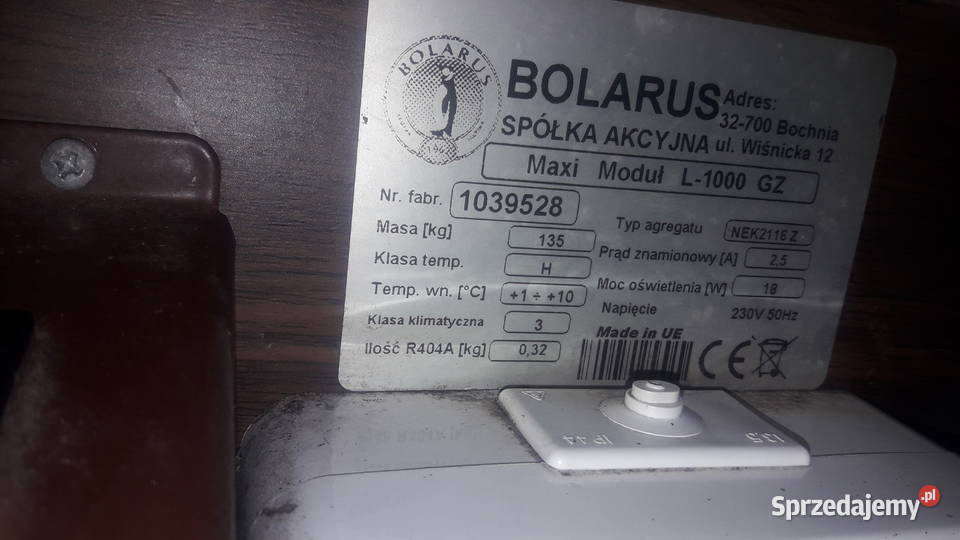 BOLARUS
BOLARUS
SPÓŁKA AKCYJNA
Adres:
32-700 Bochnia
ul. Wiśnicka 12
Maxi Moduł L-1000 GZ
Nr. fabr. 1039528
Masa [kg] 135
Klasa temp. H
Temp. wn. [°C] +1 ÷ +10
Klasa klimatyczna 3
Ilość R404A [kg] 0,32
Typ agregatu NEK2116 Z
Prąd znamionowy [A] 2,5
Moc oświetlenia [W] 18
Napięcie 230V 50Hz
Made in UE
CE
IP44
Sprzedajemy.pl